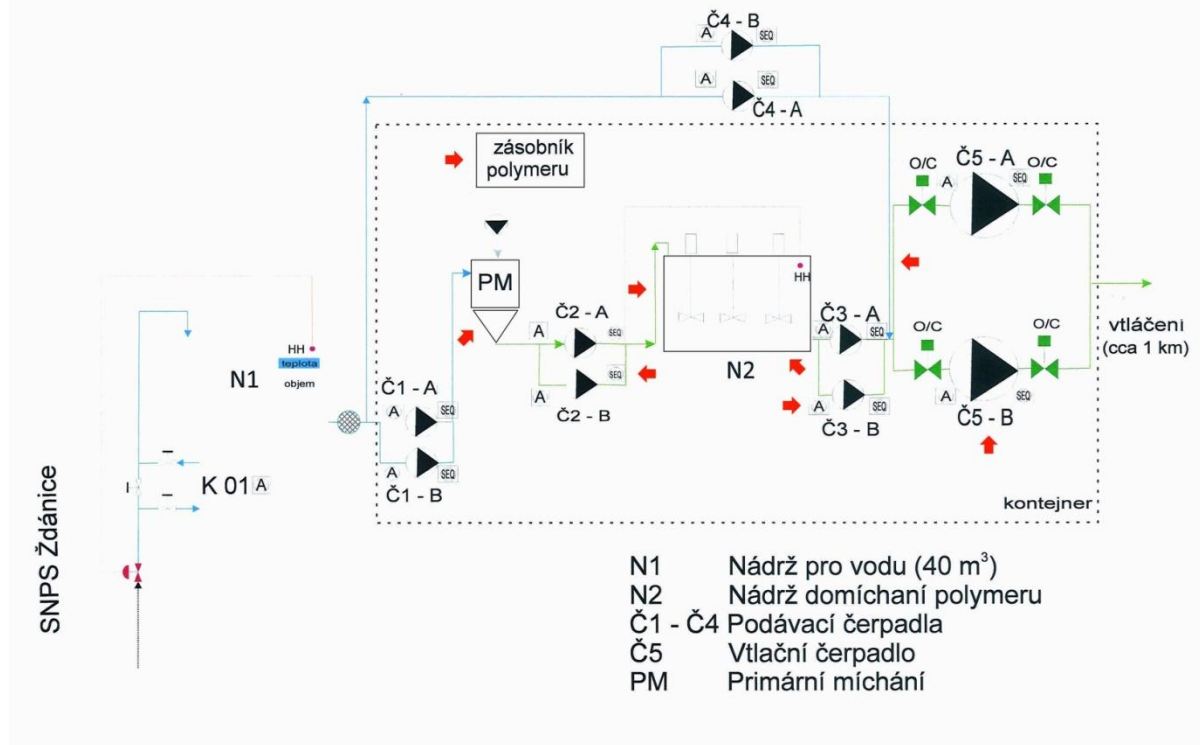 Č4 - B
A
SEQ
A
SEQ
Č4 - A
zásobník
polymeru
O/C
Č5 - A
O/C
A
SEQ
PM
HH
HH
teplota
objem
N1
Č2 - A
A
SEQ
A
SEQ
Č2 - B
N2
Č3 - A
A
SEQ
A
SEQ
Č3 - B
O/C
O/C
A
SEQ
Č5 - B
vtláčeni
(cca 1 km)
Č1 - A
A
SEQ
A
SEQ
Č1 - B
K 01 A
kontejner
SNPS Ždánice
N1 Nádrž pro vodu (40 m³)
N2 Nádrž domíchaní polymeru
Č1 - Č4 Podávací čerpadla
Č5 Vtlační čerpadlo
PM Primární míchání